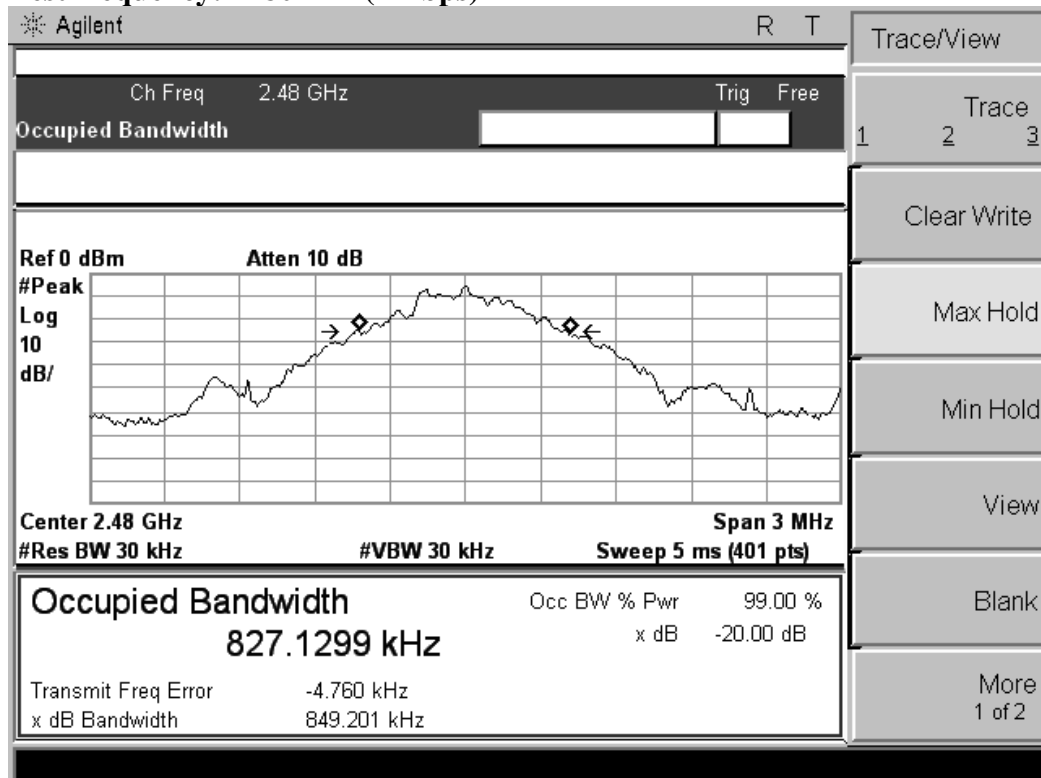 Agilent R T
Trace/View
Ch Freq 2.48 GHz Trig Free
Occupied Bandwidth
Trace
1 2 3
Clear Write
Ref 0 dBm Atten 10 dB
#Peak
Log
10
dB/
Max Hold
Min Hold
View
Center 2.48 GHz Span 3 MHz
#Res BW 30 kHz #VBW 30 kHz Sweep 5 ms (401 pts)
Occupied Bandwidth Occ BW % Pwr 99.00 %
827.1299 kHz x dB -20.00 dB
Blank
Transmit Freq Error -4.760 kHz
x dB Bandwidth 849.201 kHz
More
1 of 2